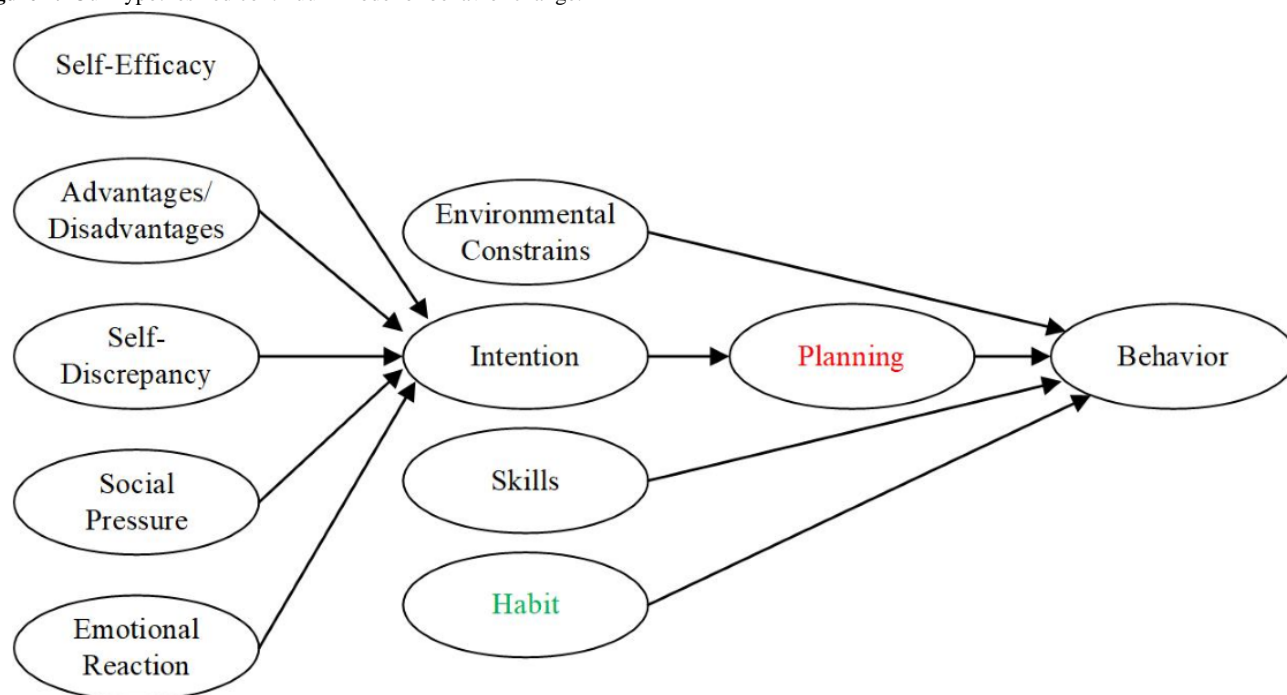 Self-Efficacy
Advantages/
Disadvantages
Environmental
Constrains
Self-
Discrepancy
Intention
Planning
Behavior
Social
Pressure
Skills
Habit
Emotional
Reaction